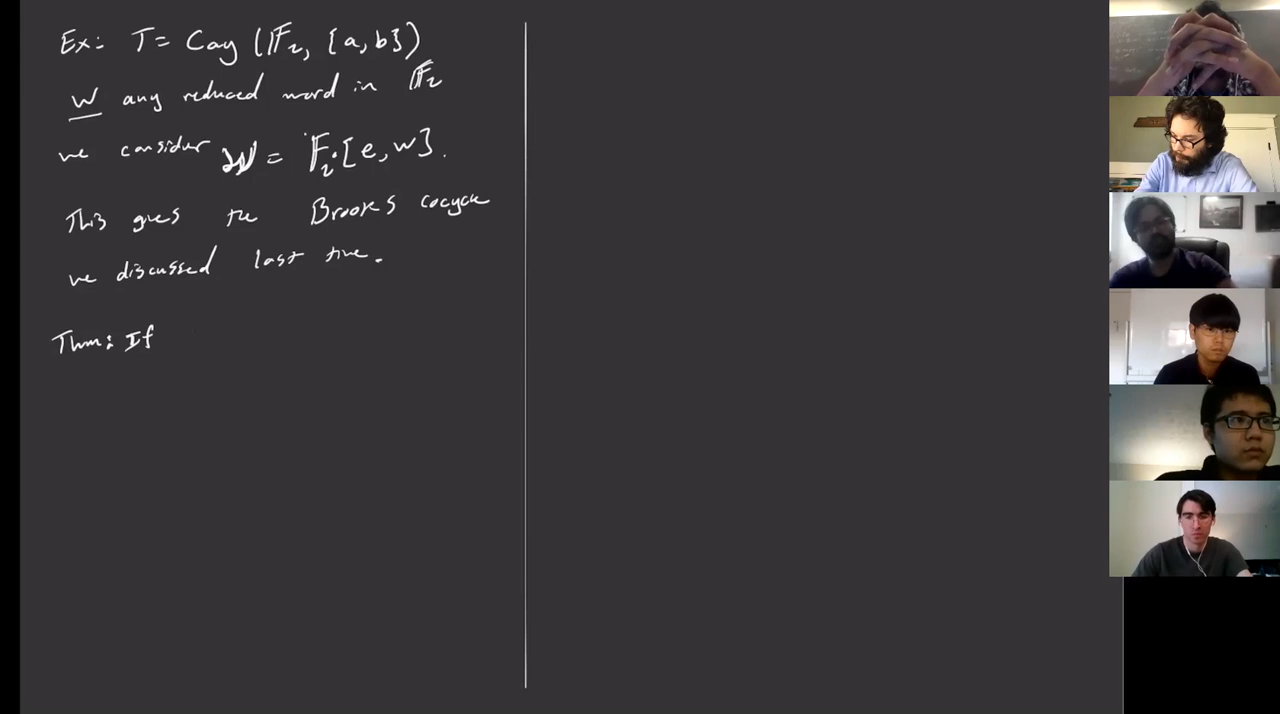 Ex: T = Cay (𝔽₂, {a, b})
w any reduced word in 𝔽₂
we consider 𝒲 = 𝔽₂·[e, w].
This gives the Brooks cocycle
we discussed last time.
Thm: If